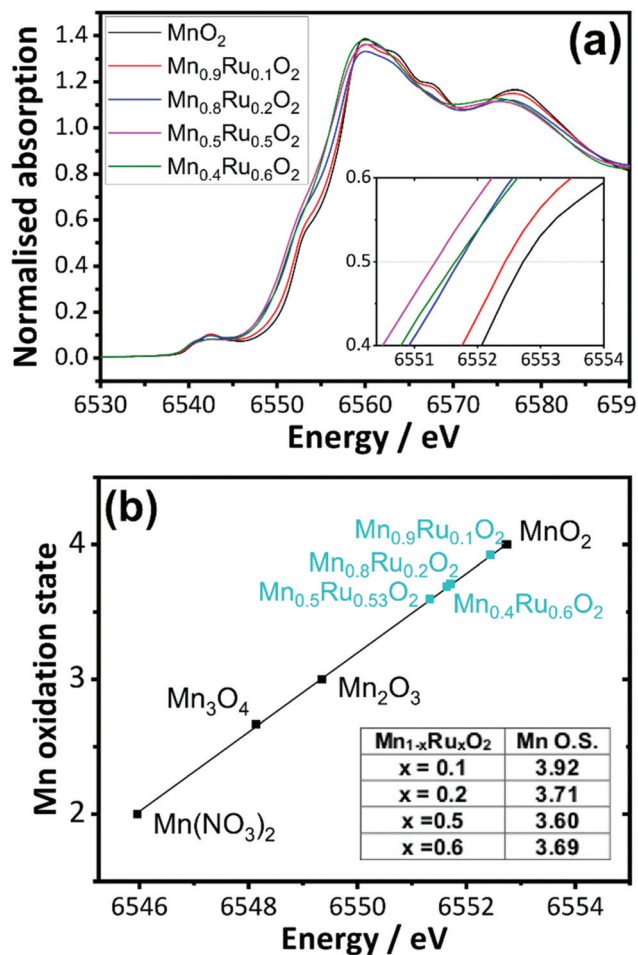 (a)
MnO₂
Mn₀.₉Ru₀.₁O₂
Mn₀.₈Ru₀.₂O₂
Mn₀.₅Ru₀.₅O₂
Mn₀.₄Ru₀.₆O₂
Normalised absorption
1.4
1.2
1.0
0.8
0.6
0.4
0.2
0.0
0.6
0.5
0.4
6551 6552 6553 6554
6530 6540 6550 6560 6570 6580 659
Energy / eV
(b)
Mn oxidation state
4
3
2
Mn₀.₉Ru₀.₁O₂
MnO₂
Mn₀.₈Ru₀.₂O₂
Mn₀.₅Ru₀.₅₃O₂
Mn₀.₄Ru₀.₆O₂
Mn₂O₃
Mn₃O₄
Mn(NO₃)₂
Mn₁₋ₓRuₓO₂ Mn O.S.
x = 0.1 3.92
x = 0.2 3.71
x =0.5 3.60
x =0.6 3.69
6546 6548 6550 6552 6554
Energy / eV